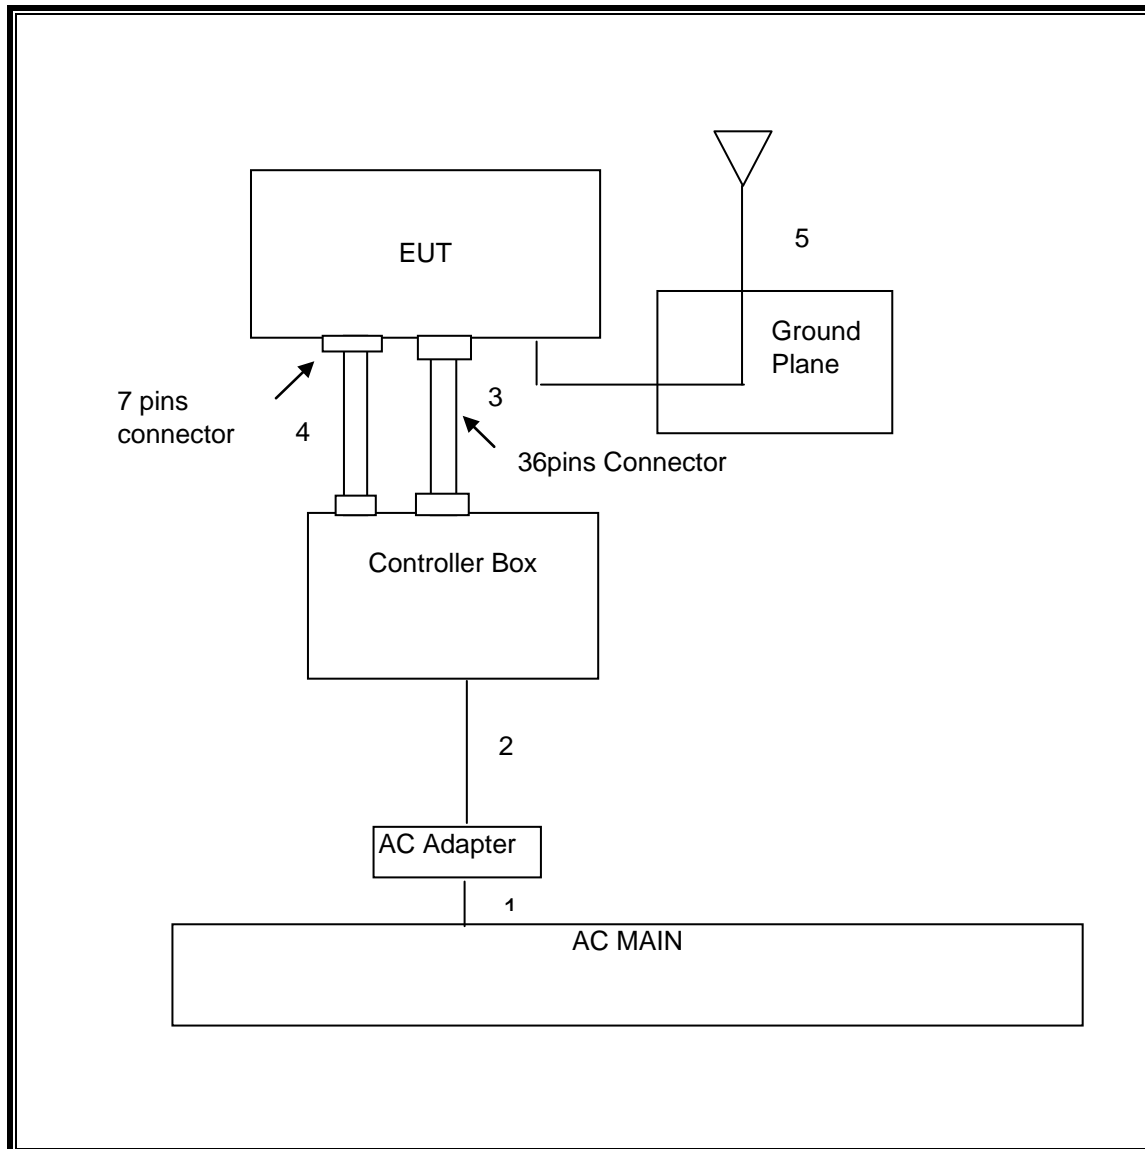 EUT
5
Ground
Plane
7 pins
connector
4
3
36pins Connector
Controller Box
2
AC Adapter
1
AC MAIN